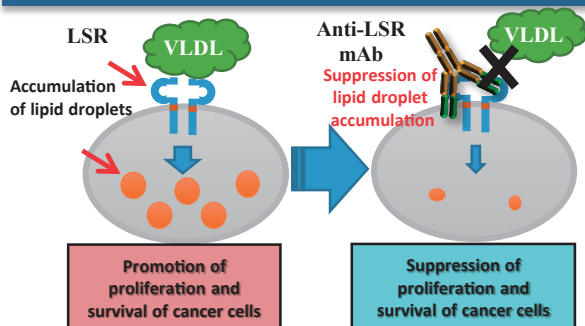 LSR
VLDL
Accumulation
of lipid droplets
Promotion of
proliferation and
survival of cancer cells
Anti-LSR
mAb
VLDL
Suppression of
lipid droplet
accumulation
Suppression of
proliferation and
survival of cancer cells